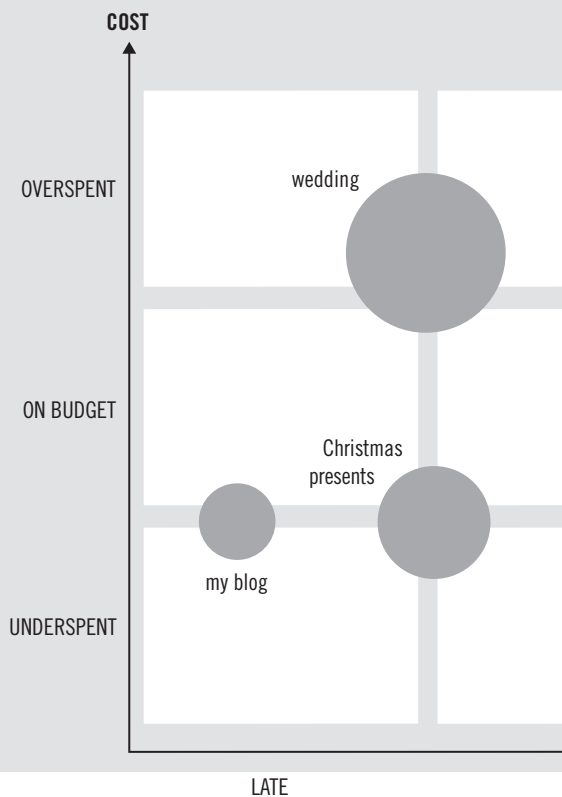 COST
OVERSPENT
wedding
ON BUDGET
Christmas
presents
my blog
UNDERSPENT
LATE